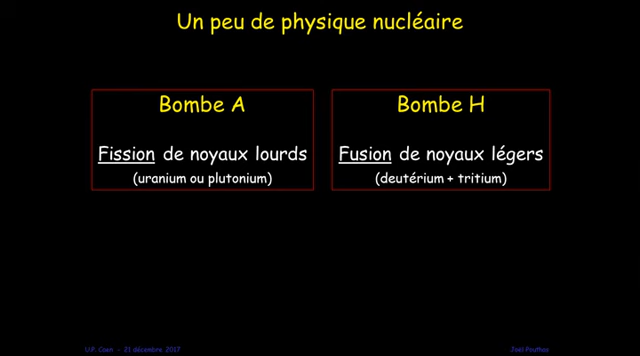 Un peu de physique nucléaire
Bombe A
Fission de noyaux lourds
(uranium ou plutonium)
Bombe H
Fusion de noyaux légers
(deutérium + tritium)
U.P. Caen - 21 décembre 2017
Joël Pouthas